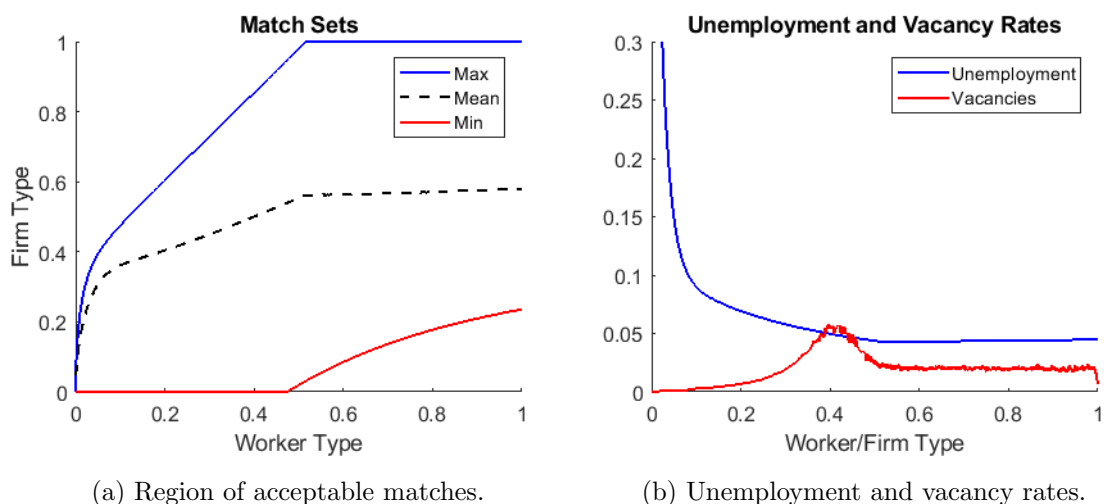 Match Sets
1
0.8
0.6
0.4
0.2
0
0
0.2
0.4
0.6
0.8
1
Firm Type
Worker Type
Max
Mean
Min
(a) Region of acceptable matches.
Unemployment and Vacancy Rates
0.3
0.25
0.2
0.15
0.1
0.05
0
0
0.2
0.4
0.6
0.8
1
Worker/Firm Type
Unemployment
Vacancies
(b) Unemployment and vacancy rates.